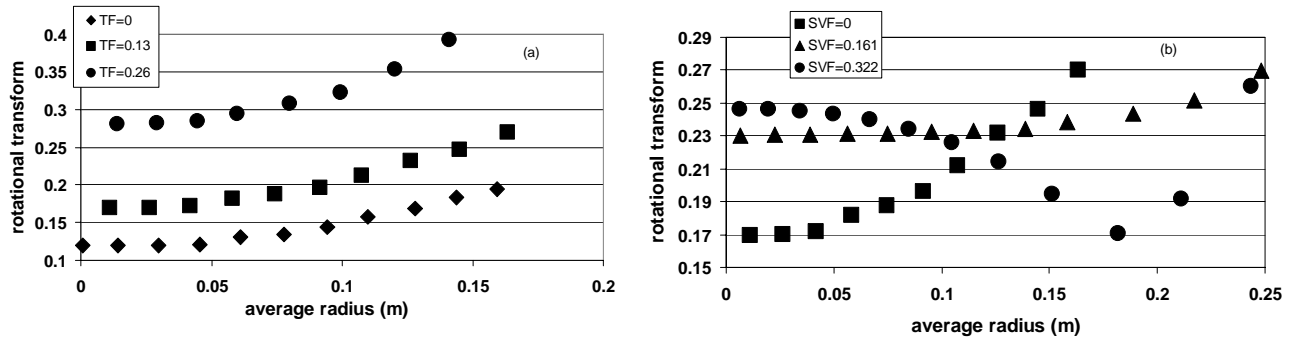 TF=0
TF=0.13
TF=0.26
(a)
rotational transform
0.4
0.35
0.3
0.25
0.2
0.15
0.1
0
0.05
0.1
0.15
0.2
average radius (m)
SVF=0
SVF=0.161
SVF=0.322
(b)
rotational transform
0.29
0.27
0.25
0.23
0.21
0.19
0.17
0.15
0
0.05
0.1
0.15
0.2
0.25
average radius (m)